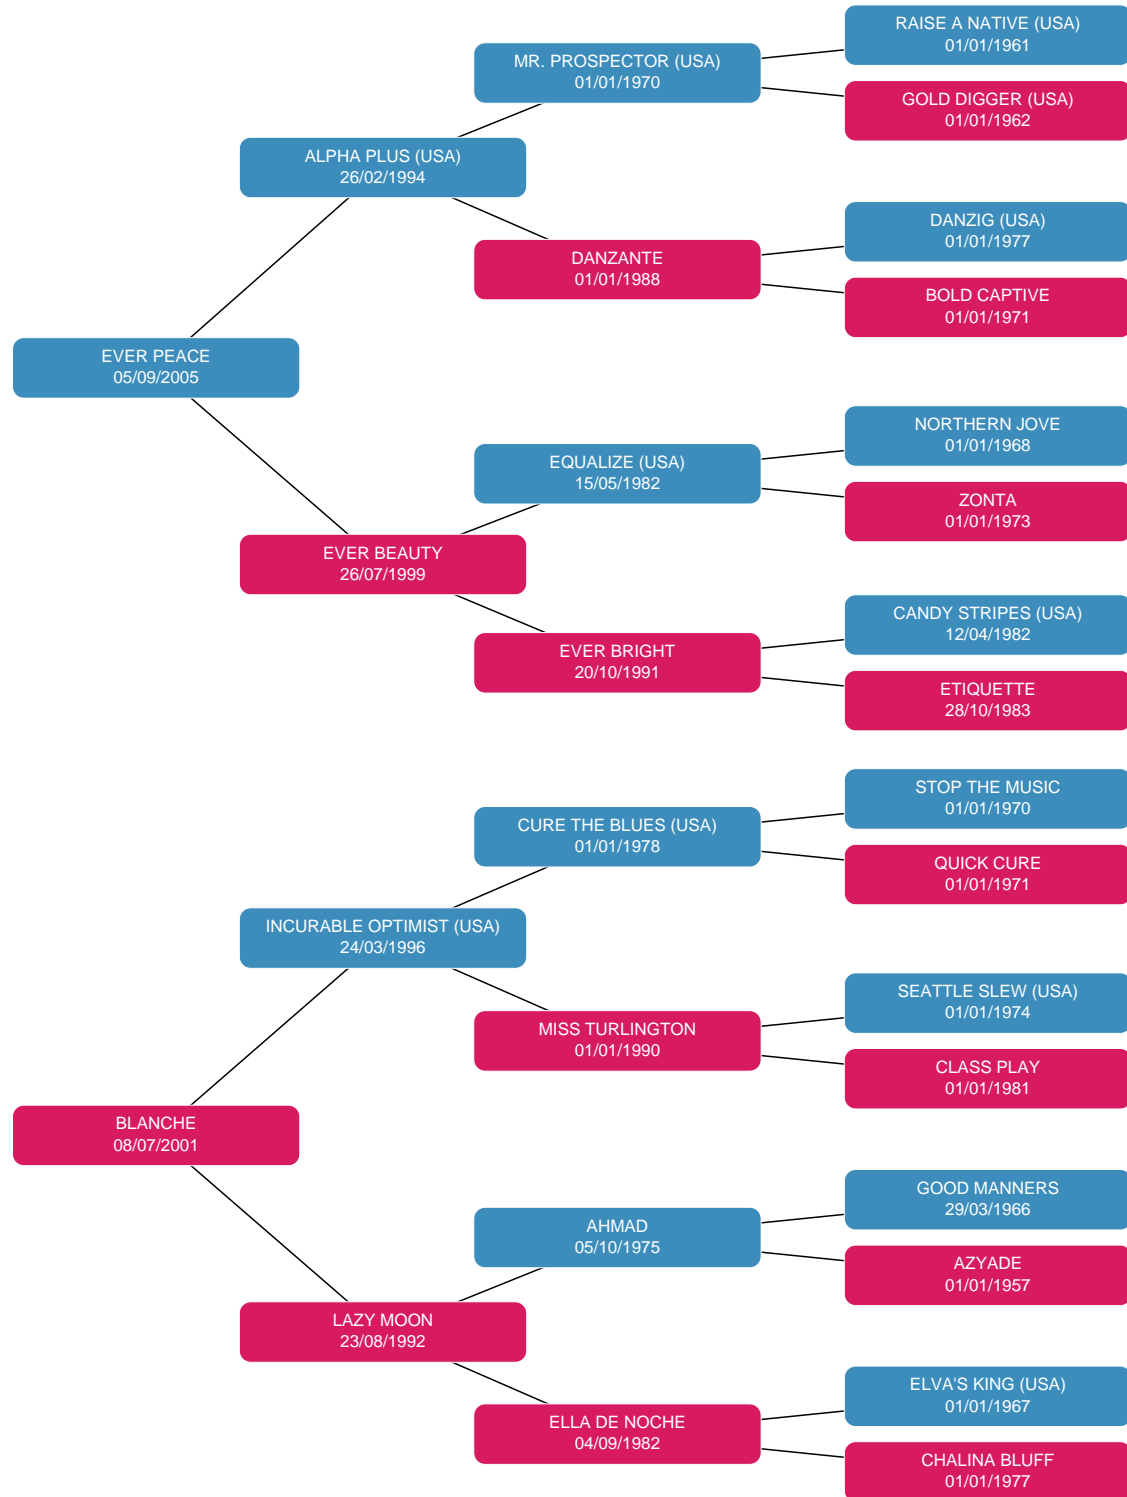 RAISE A NATIVE (USA)
01/01/1961
MR. PROSPECTOR (USA)
01/01/1970
GOLD DIGGER (USA)
01/01/1962
ALPHA PLUS (USA)
26/02/1994
DANZIG (USA)
01/01/1977
DANZANTE
01/01/1988
BOLD CAPTIVE
01/01/1971
EVER PEACE
05/09/2005
NORTHERN JOVE
01/01/1968
EQUALIZE (USA)
15/05/1982
ZONTA
01/01/1973
EVER BEAUTY
26/07/1999
CANDY STRIPES (USA)
12/04/1982
EVER BRIGHT
20/10/1991
ETIQUETTE
28/10/1983
STOP THE MUSIC
01/01/1970
CURE THE BLUES (USA)
01/01/1978
QUICK CURE
01/01/1971
INCURABLE OPTIMIST (USA)
24/03/1996
SEATTLE SLEW (USA)
01/01/1974
MISS TURLINGTON
01/01/1990
CLASS PLAY
01/01/1981
BLANCHE
08/07/2001
GOOD MANNERS
29/03/1966
AHMAD
05/10/1975
AZYADE
01/01/1957
LAZY MOON
23/08/1992
ELVA'S KING (USA)
01/01/1967
ELLA DE NOCHE
04/09/1982
CHALINA BLUFF
01/01/1977